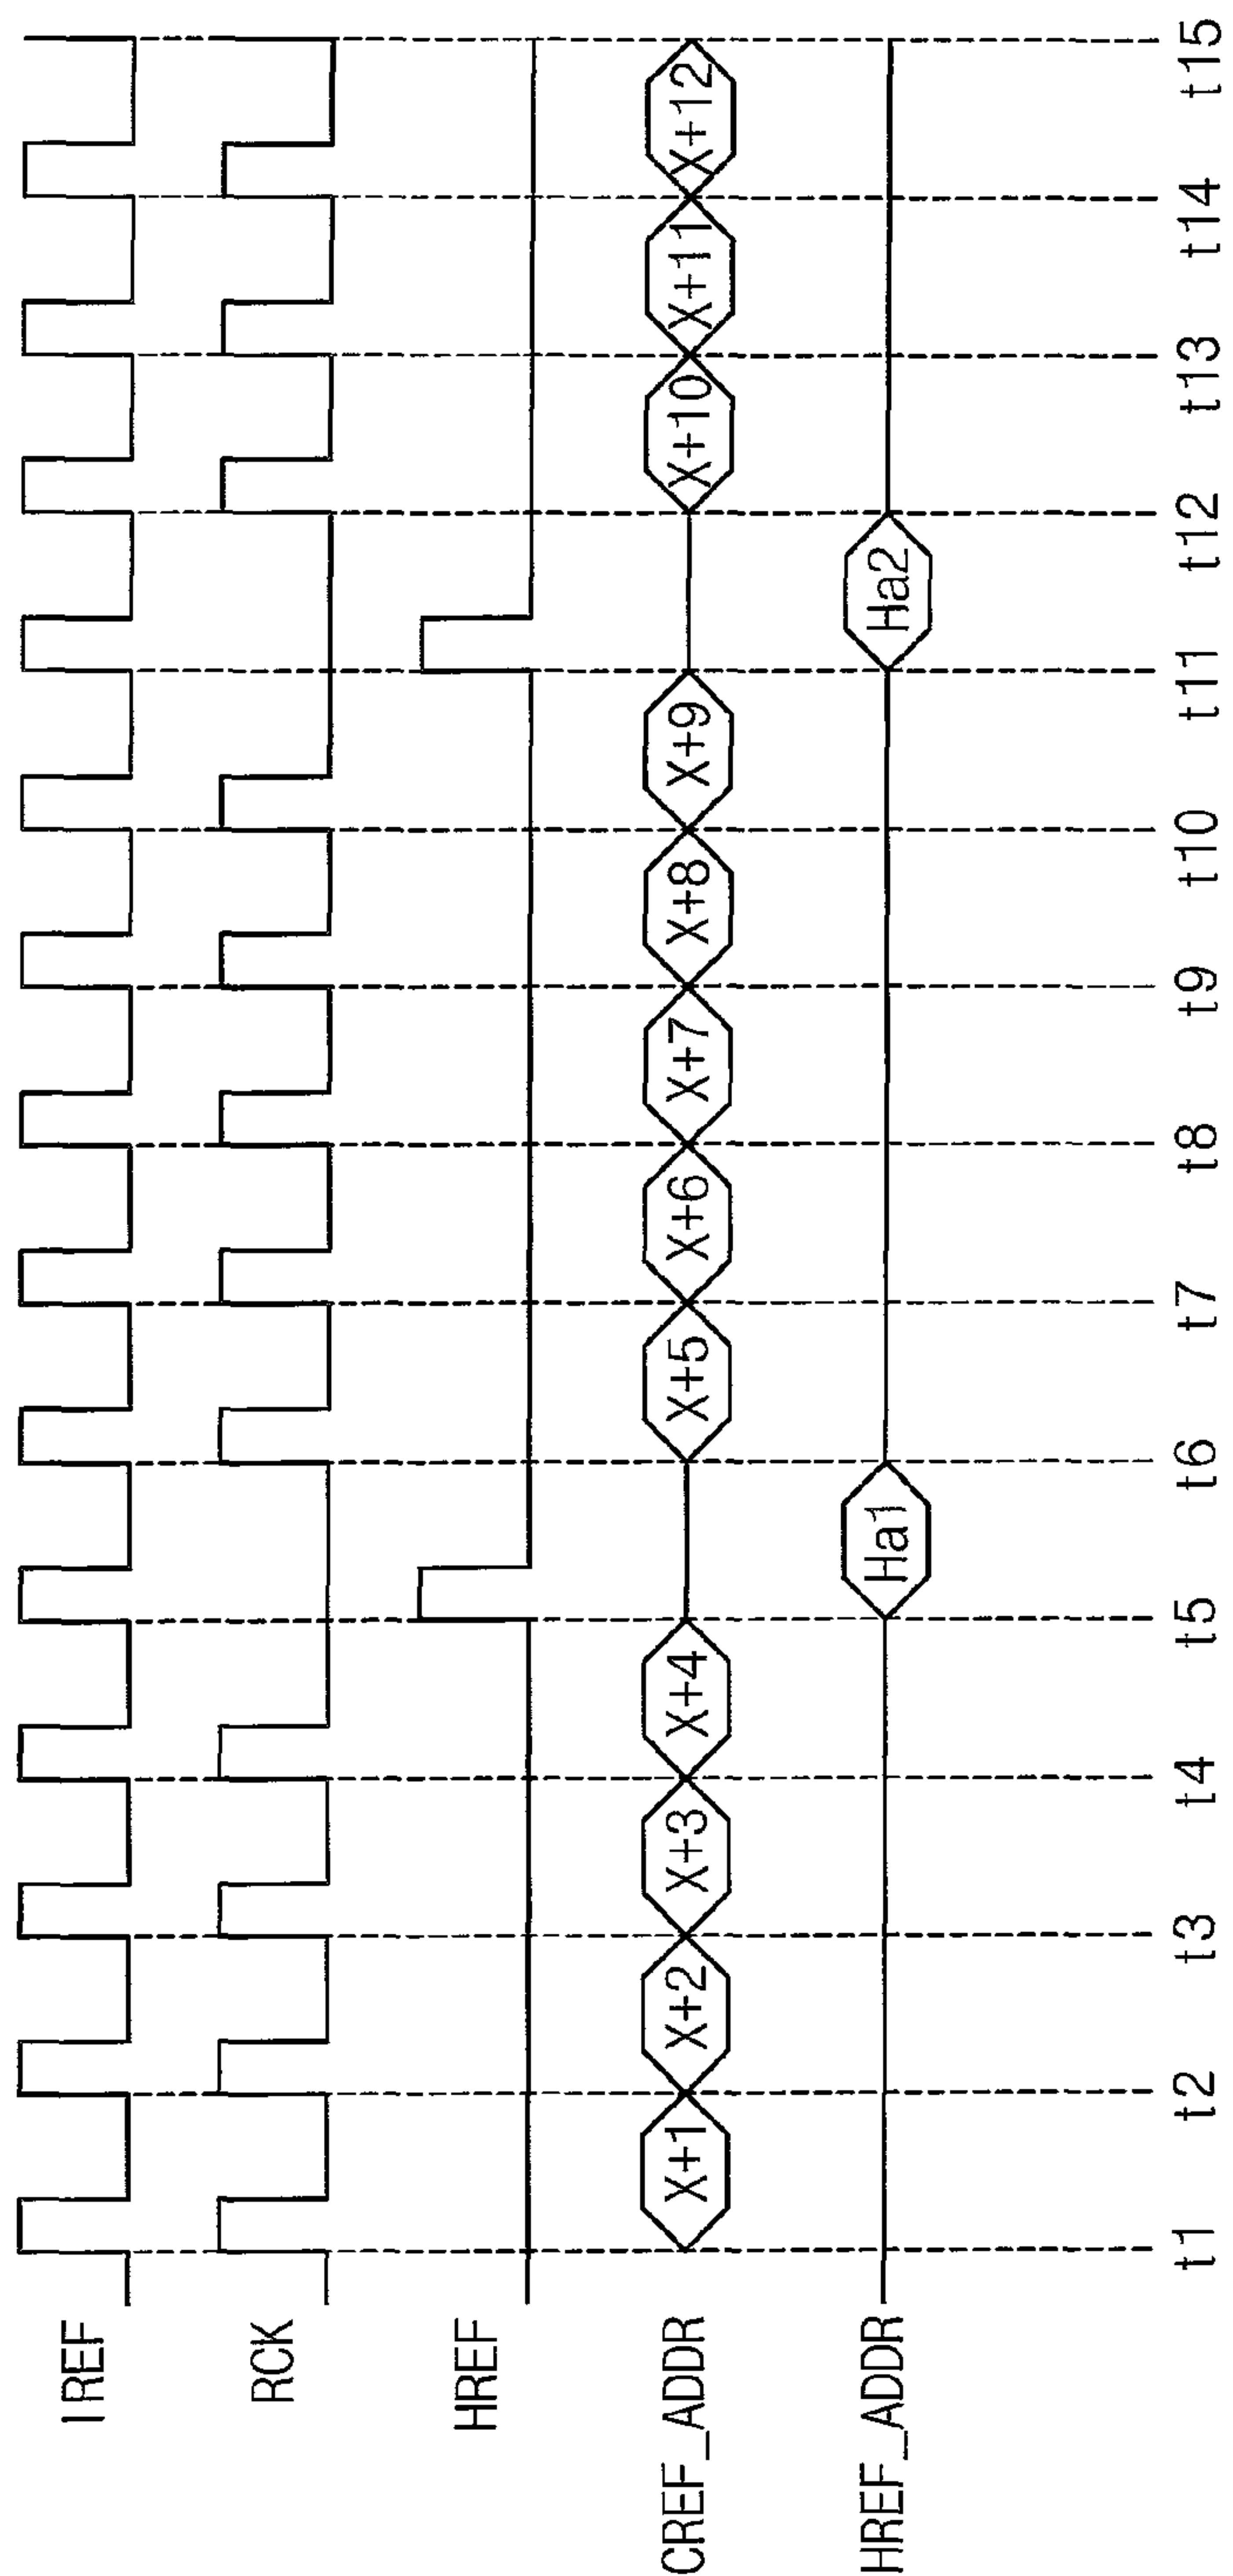 IREF
RCK
HREF
CREF_ADDR
X+1 X+2 X+3 X+4 X+5 X+6 X+7 X+8 X+9 X+10 X+11 X+12
HREF_ADDR
Ha1 Ha2
t1 t2 t3 t4 t5 t6 t7 t8 t9 t10 t11 t12 t13 t14 t15